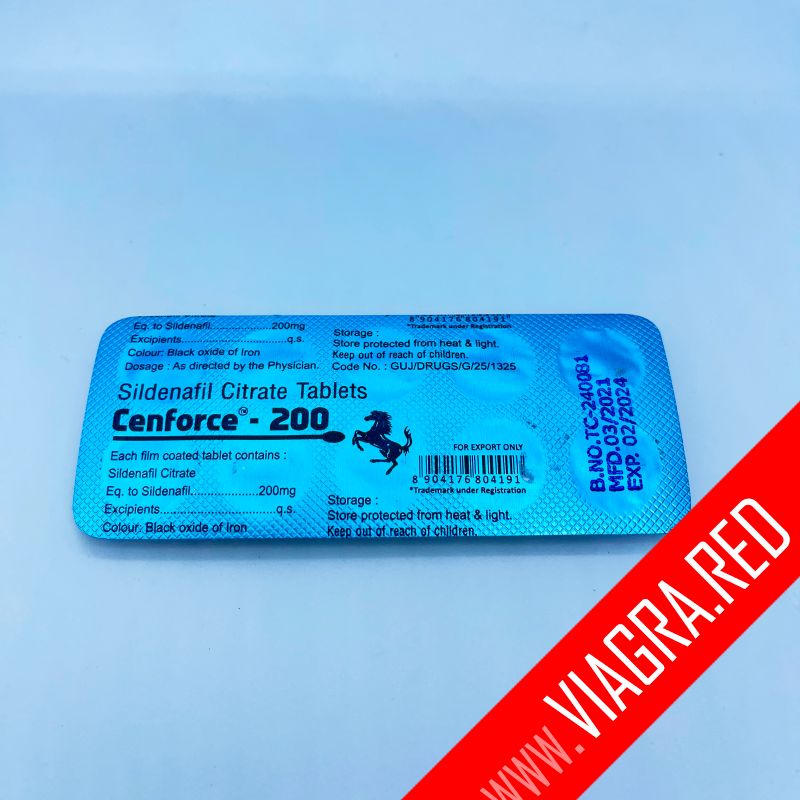 Eq. to Sildenafil................200mg
Excipients....................................q.s.
Colour: Black oxide of Iron
Dosage : As directed by the Physician.
8 904176 804191
*Trademark under Registration
Storage :
Store protected from heat & light.
Keep out of reach of children.
Code No. : GUJ/DRUGS/G/25/1325
Sildenafil Citrate Tablets
Cenforce™ - 200
Each film coated tablet contains :
Sildenafil Citrate
Eq. to Sildenafil...................200mg
Excipients.................................q.s.
Colour: Black oxide of Iron
FOR EXPORT ONLY
8 904176 804191
*Trademark under Registration
Storage :
Store protected from heat & light.
Keep out of reach of children.
B.NO.TC-240081
MFD.03/2021
EXP. 02/2024
WWW.VIAGRA.RED